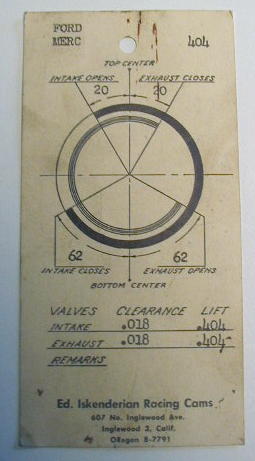 FORD
MERC 404
TOP CENTER
INTAKE OPENS EXHAUST CLOSES
20 20
62 62
INTAKE CLOSES EXHAUST OPENS
BOTTOM CENTER
VALVES CLEARANCE LIFT
INTAKE .018 .404
EXHAUST .018 .404
REMARKS
Ed. Iskenderian Racing Cams
607 No. Inglewood Ave.
Inglewood 3, Calif.
ORegon 8-7791